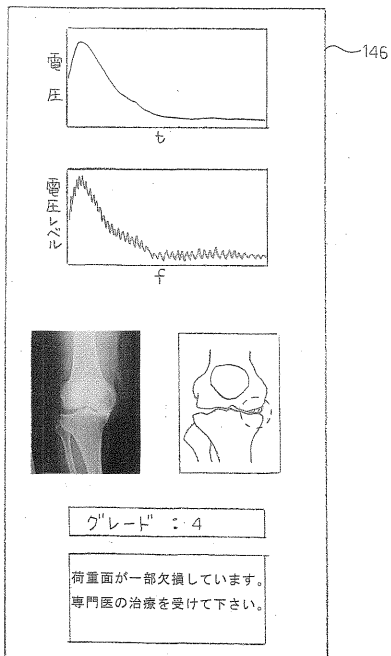 146
電圧
t
電圧レベル
f
グレード : 4
荷重面が一部欠損しています。
専門医の治療を受けて下さい。